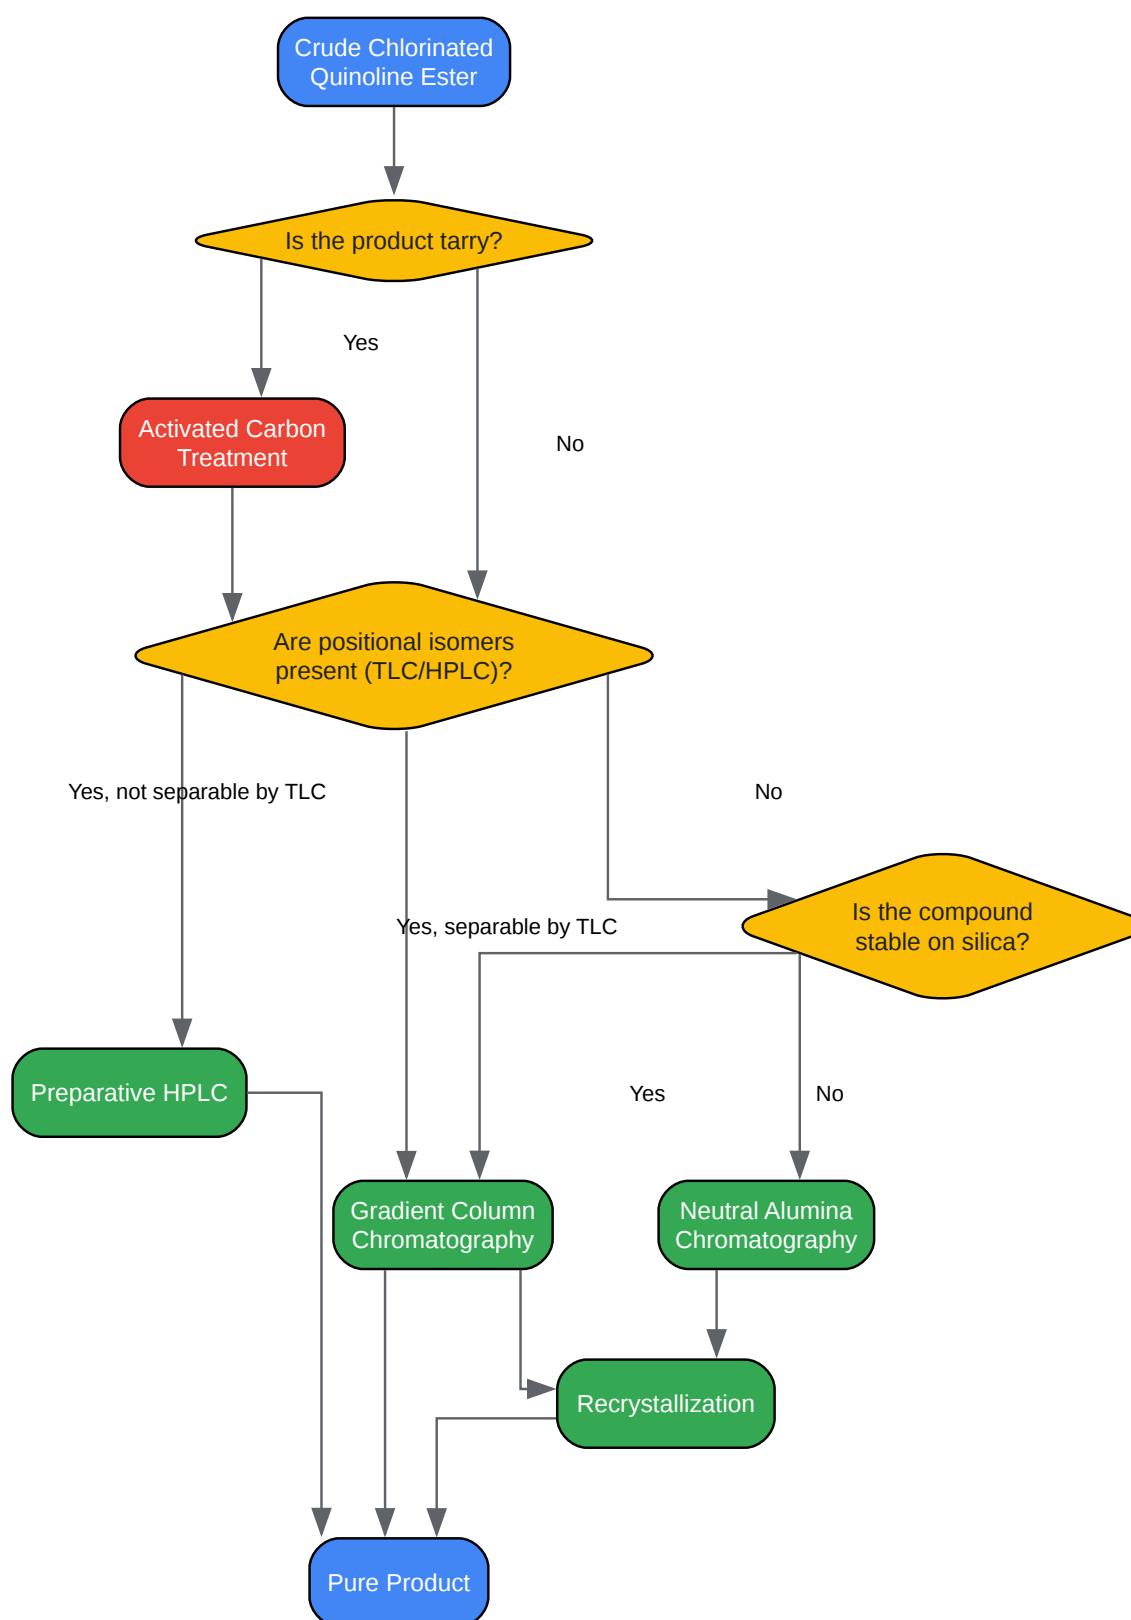 Crude Chlorinated
Quinoline Ester
Is the product tarry?
Yes
Activated Carbon
Treatment
No
Are positional isomers
present (TLC/HPLC)?
Yes, not separable by TLC
No
Is the compound
stable on silica?
Yes, separable by TLC
Preparative HPLC
Yes
No
Gradient Column
Chromatography
Neutral Alumina
Chromatography
Recrystallization
Pure Product